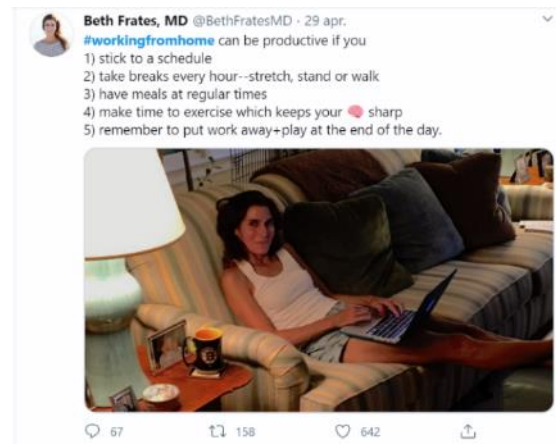 Beth Frates, MD @BethFratesMD · 29 apr.
#workingfromhome can be productive if you
1) stick to a schedule
2) take breaks every hour--stretch, stand or walk
3) have meals at regular times
4) make time to exercise which keeps your 🧠 sharp
5) remember to put work away+play at the end of the day.
67 158 642